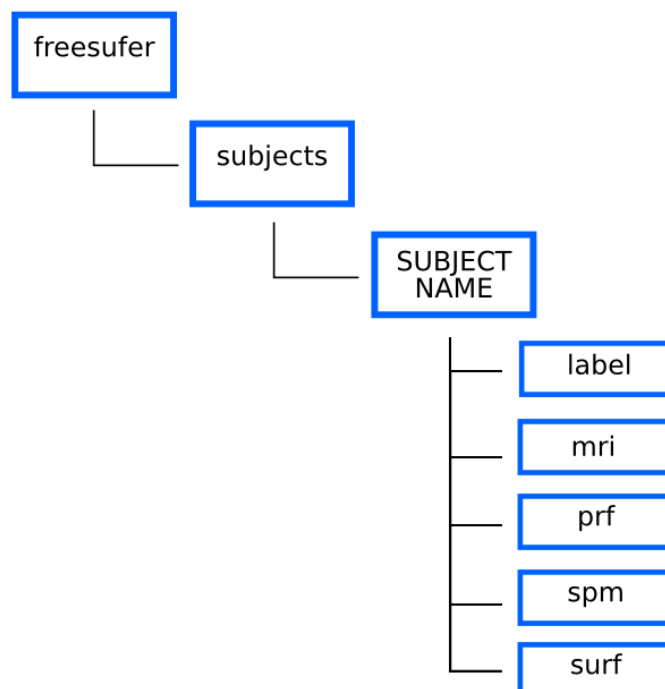 freesufer
subjects
SUBJECT
NAME
label
mri
prf
spm
surf